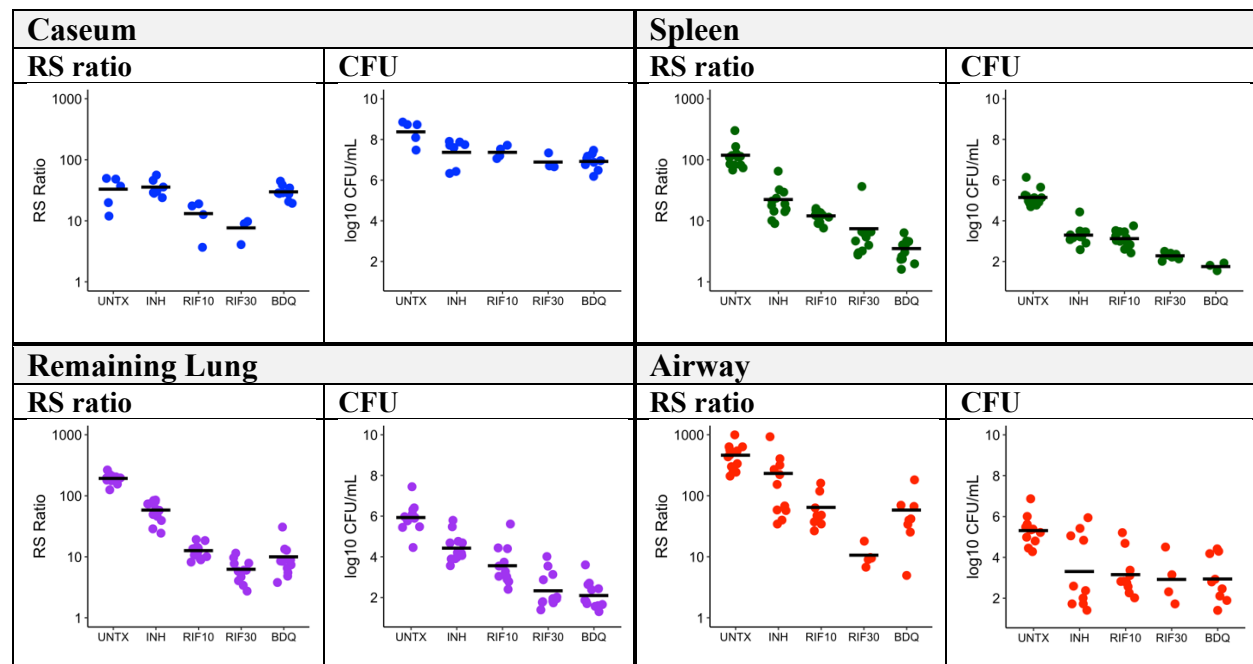 Caseum
RS ratio
CFU
RS Ratio
1000
100
10
1
UNTX INH RIF10 RIF30 BDQ
log10 CFU/mL
10
8
6
4
2
UNTX INH RIF10 RIF30 BDQ
Spleen
RS ratio
CFU
RS Ratio
1000
100
10
1
UNTX INH RIF10 RIF30 BDQ
log10 CFU/mL
10
8
6
4
2
UNTX INH RIF10 RIF30 BDQ
Remaining Lung
RS ratio
CFU
RS Ratio
1000
100
10
1
UNTX INH RIF10 RIF30 BDQ
log10 CFU/mL
10
8
6
4
2
UNTX INH RIF10 RIF30 BDQ
Airway
RS ratio
CFU
RS Ratio
1000
100
10
1
UNTX INH RIF10 RIF30 BDQ
log10 CFU/mL
10
8
6
4
2
UNTX INH RIF10 RIF30 BDQ